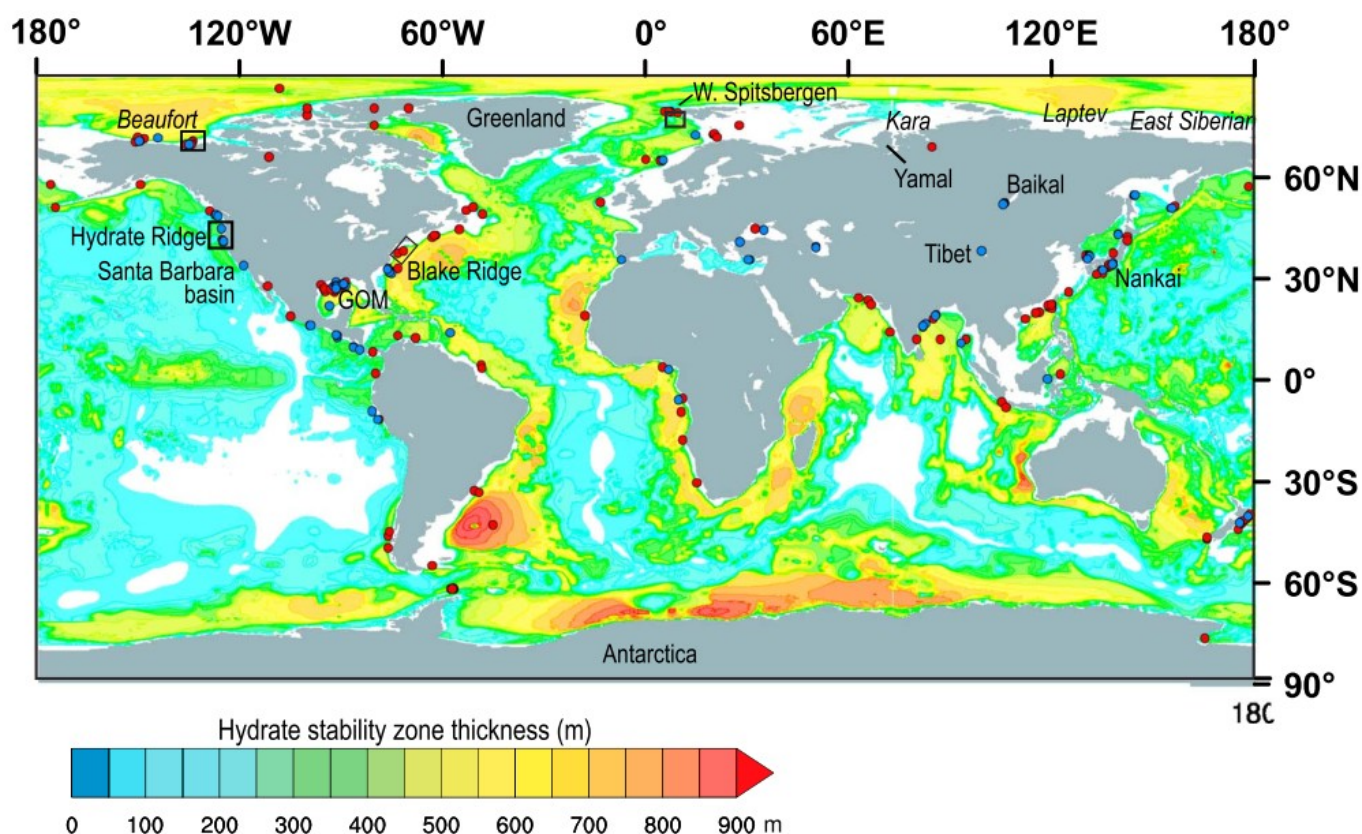 180° 120°W 60°W 0° 60°E 120°E 180°
W. Spitsbergen
Beaufort
Greenland
Kara
Laptev
East Siberian
Yamal
60°N
Baikal
Hydrate Ridge
Tibet
Santa Barbara
basin
Blake Ridge
Nankai
30°N
GOM
0°
30°S
60°S
Antarctica
90°
180
Hydrate stability zone thickness (m)
0 100 200 300 400 500 600 700 800 900 m